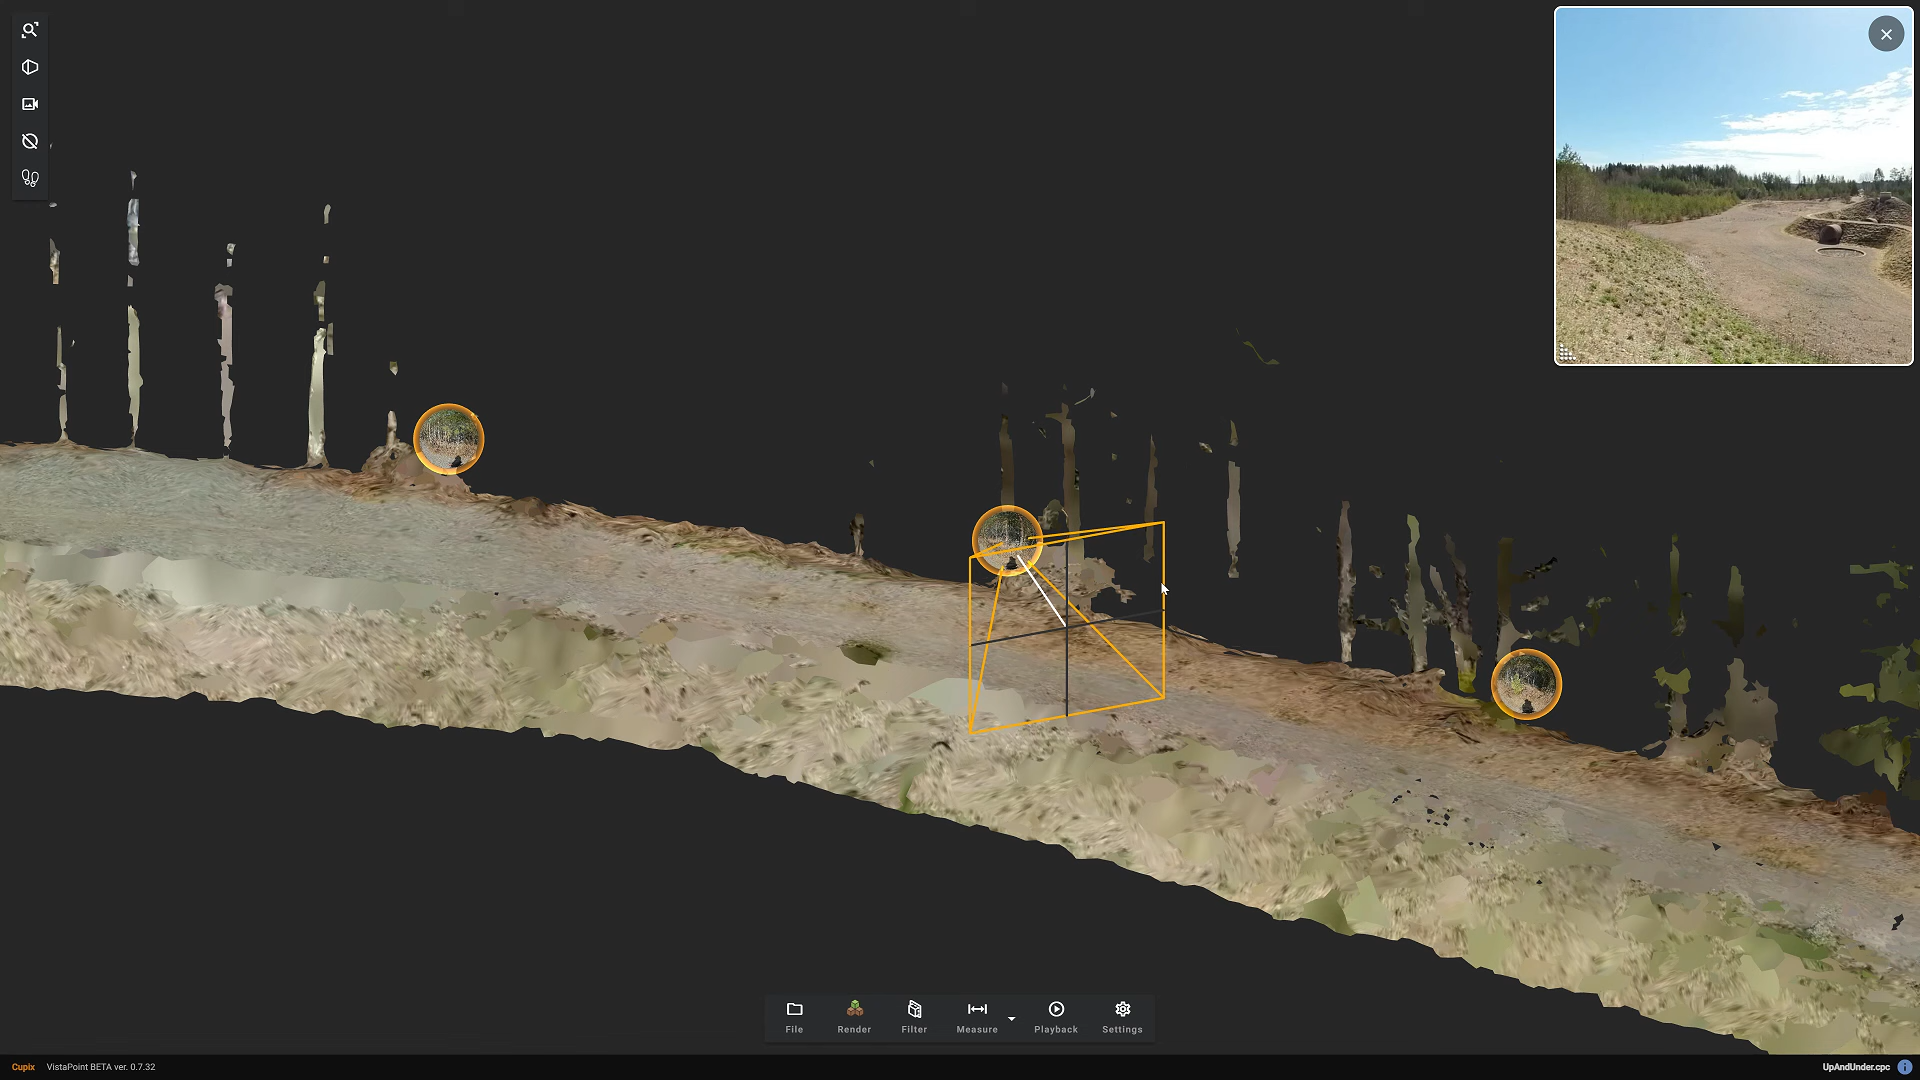 File
Render
Filter
Measure
Playback
Settings
Cupix VistaPoint BETA ver. 0.7.32
UpAndUnder.cpc